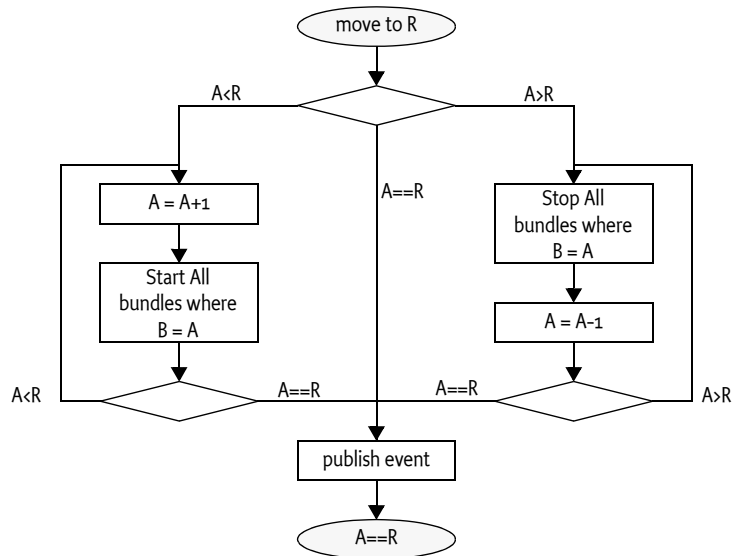 move to R
A<R
A>R
A = A+1
A==R
Stop All
bundles where
B = A
Start All
bundles where
B = A
A = A-1
A<R
A==R
A==R
A>R
publish event
A==R